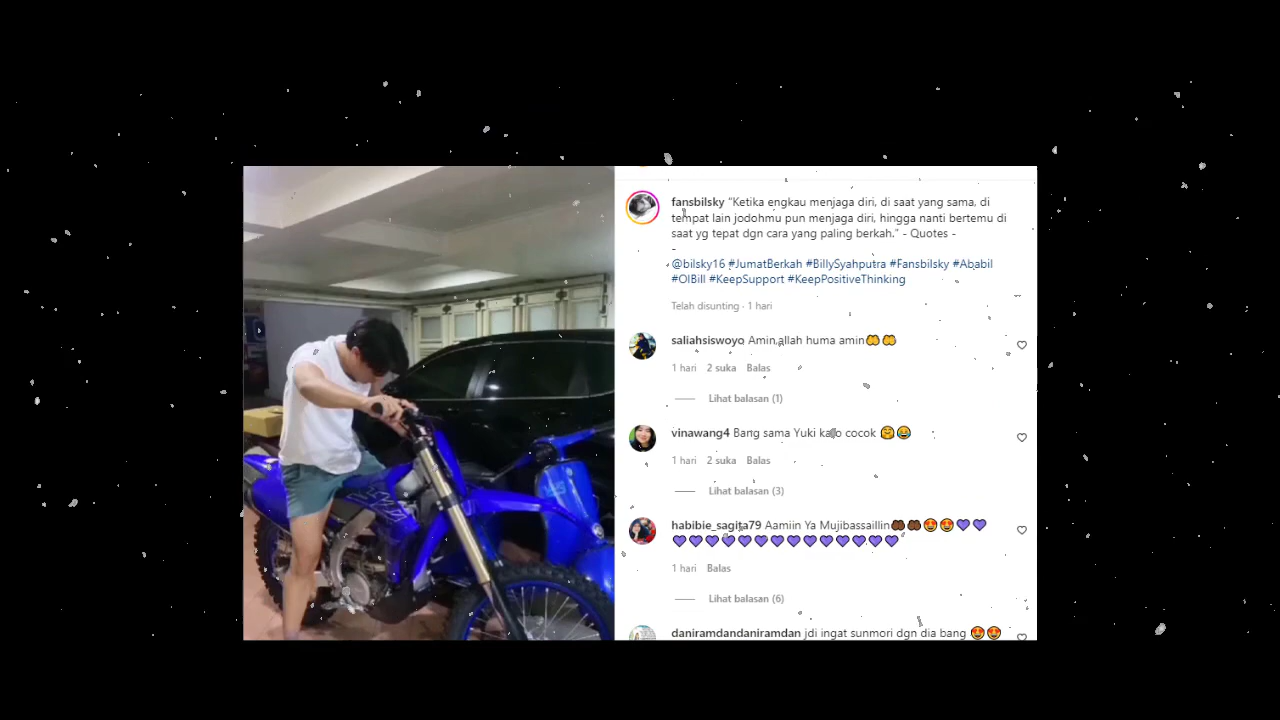 fansbilsky "Ketika engkau menjaga diri, di saat yang sama, di
tempat lain jodohmu pun menjaga diri, hingga nanti bertemu di
saat yg tepat dgn cara yang paling berkah." - Quotes -
-
@bilsky16 #JumatBerkah #BillySyahputra #Fansbilsky #Ababil
#OlBill #KeepSupport #KeepPositiveThinking
Telah disunting · 1 hari
saliahsiswoyo Amin,allah huma amin🤲🤲
1 hari 2 suka Balas
Lihat balasan (1)
vinawang4 Bang sama Yuki kayo cocok 🤗😂
1 hari 2 suka Balas
Lihat balasan (3)
habibie_sagita79 Aamiin Ya Mujibassaillin🤲🏿🤲🏿😍😍💜💜
💜💜💜💜💜💜💜💜💜💜💜💜💜💜
1 hari Balas
Lihat balasan (6)
daniramdandaniramdan jdi ingat sunmori dgn dia bang 😍😍